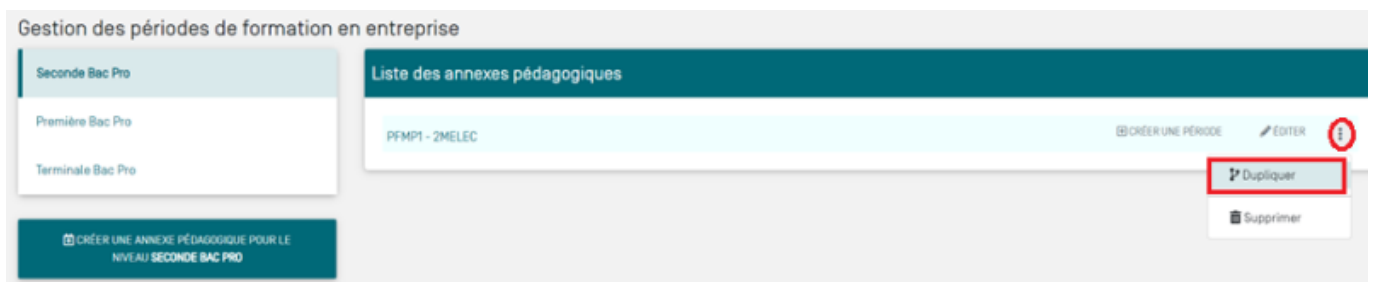 Gestion des périodes de formation en entreprise
Seconde Bac Pro
Première Bac Pro
Terminale Bac Pro
CRÉER UNE ANNEXE PÉDAGOGIQUE POUR LE
NIVEAU SECONDE BAC PRO
Liste des annexes pédagogiques
PFMP1 - 2MELEC
CRÉER UNE PÉRIODE
ÉDITER
Dupliquer
Supprimer